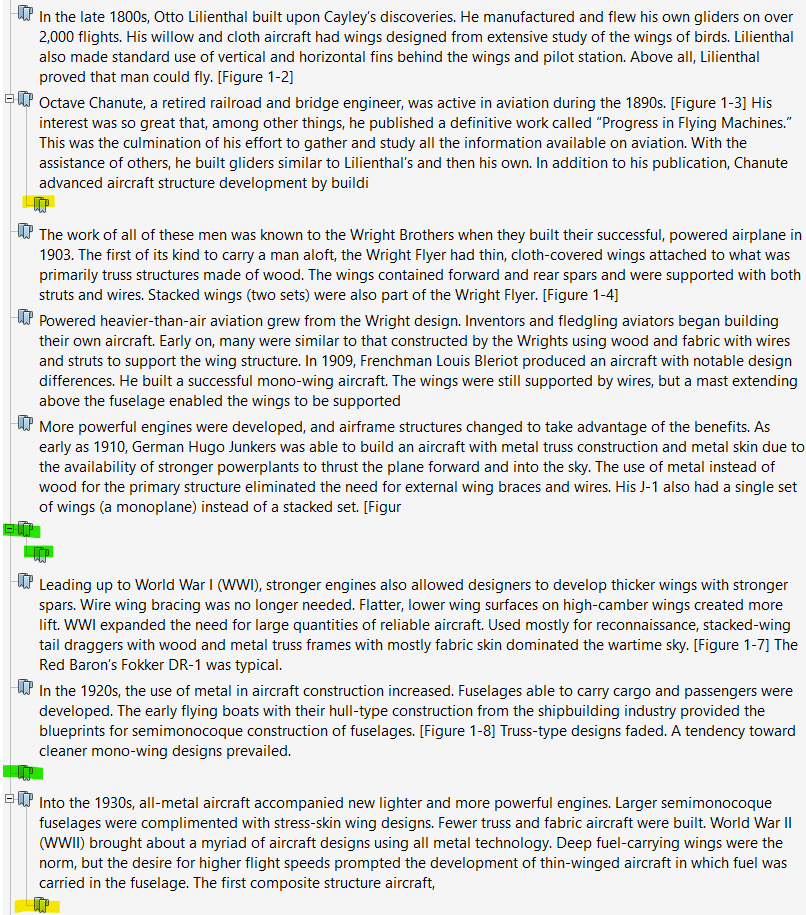 In the late 1800s, Otto Lilienthal built upon Cayley’s discoveries. He manufactured and flew his own gliders on over
2,000 flights. His willow and cloth aircraft had wings designed from extensive study of the wings of birds. Lilienthal
also made standard use of vertical and horizontal fins behind the wings and pilot station. Above all, Lilienthal
proved that man could fly. [Figure 1-2]
Octave Chanute, a retired railroad and bridge engineer, was active in aviation during the 1890s. [Figure 1-3] His
interest was so great that, among other things, he published a definitive work called “Progress in Flying Machines.”
This was the culmination of his effort to gather and study all the information available on aviation. With the
assistance of others, he built gliders similar to Lilienthal’s and then his own. In addition to his publication, Chanute
advanced aircraft structure development by buildi
The work of all of these men was known to the Wright Brothers when they built their successful, powered airplane in
1903. The first of its kind to carry a man aloft, the Wright Flyer had thin, cloth-covered wings attached to what was
primarily truss structures made of wood. The wings contained forward and rear spars and were supported with both
struts and wires. Stacked wings (two sets) were also part of the Wright Flyer. [Figure 1-4]
Powered heavier-than-air aviation grew from the Wright design. Inventors and fledgling aviators began building
their own aircraft. Early on, many were similar to that constructed by the Wrights using wood and fabric with wires
and struts to support the wing structure. In 1909, Frenchman Louis Bleriot produced an aircraft with notable design
differences. He built a successful mono-wing aircraft. The wings were still supported by wires, but a mast extending
above the fuselage enabled the wings to be supported
More powerful engines were developed, and airframe structures changed to take advantage of the benefits. As
early as 1910, German Hugo Junkers was able to build an aircraft with metal truss construction and metal skin due to
the availability of stronger powerplants to thrust the plane forward and into the sky. The use of metal instead of
wood for the primary structure eliminated the need for external wing braces and wires. His J-1 also had a single set
of wings (a monoplane) instead of a stacked set. [Figur
Leading up to World War I (WWI), stronger engines also allowed designers to develop thicker wings with stronger
spars. Wire wing bracing was no longer needed. Flatter, lower wing surfaces on high-camber wings created more
lift. WWI expanded the need for large quantities of reliable aircraft. Used mostly for reconnaissance, stacked-wing
tail draggers with wood and metal truss frames with mostly fabric skin dominated the wartime sky. [Figure 1-7] The
Red Baron’s Fokker DR-1 was typical.
In the 1920s, the use of metal in aircraft construction increased. Fuselages able to carry cargo and passengers were
developed. The early flying boats with their hull-type construction from the shipbuilding industry provided the
blueprints for semimonocoque construction of fuselages. [Figure 1-8] Truss-type designs faded. A tendency toward
cleaner mono-wing designs prevailed.
Into the 1930s, all-metal aircraft accompanied new lighter and more powerful engines. Larger semimonocoque
fuselages were complimented with stress-skin wing designs. Fewer truss and fabric aircraft were built. World War II
(WWII) brought about a myriad of aircraft designs using all metal technology. Deep fuel-carrying wings were the
norm, but the desire for higher flight speeds prompted the development of thin-winged aircraft in which fuel was
carried in the fuselage. The first composite structure aircraft,